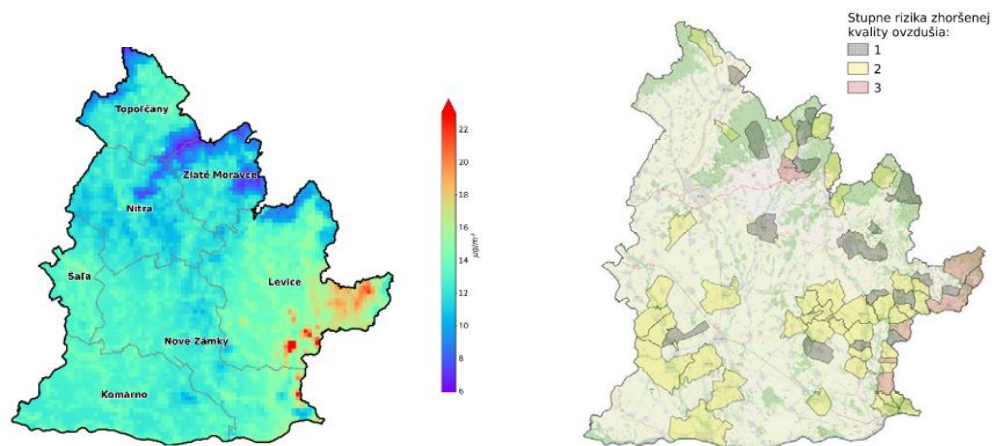 Topoľčany
Zlaté Moravce
Nitra
Šaľa
Levice
Nové Zámky
Komárno
22
20
18
16
14
12
10
8
6
µg/m³
Stupne rizika zhoršenej
kvality ovzdušia:
1
2
3